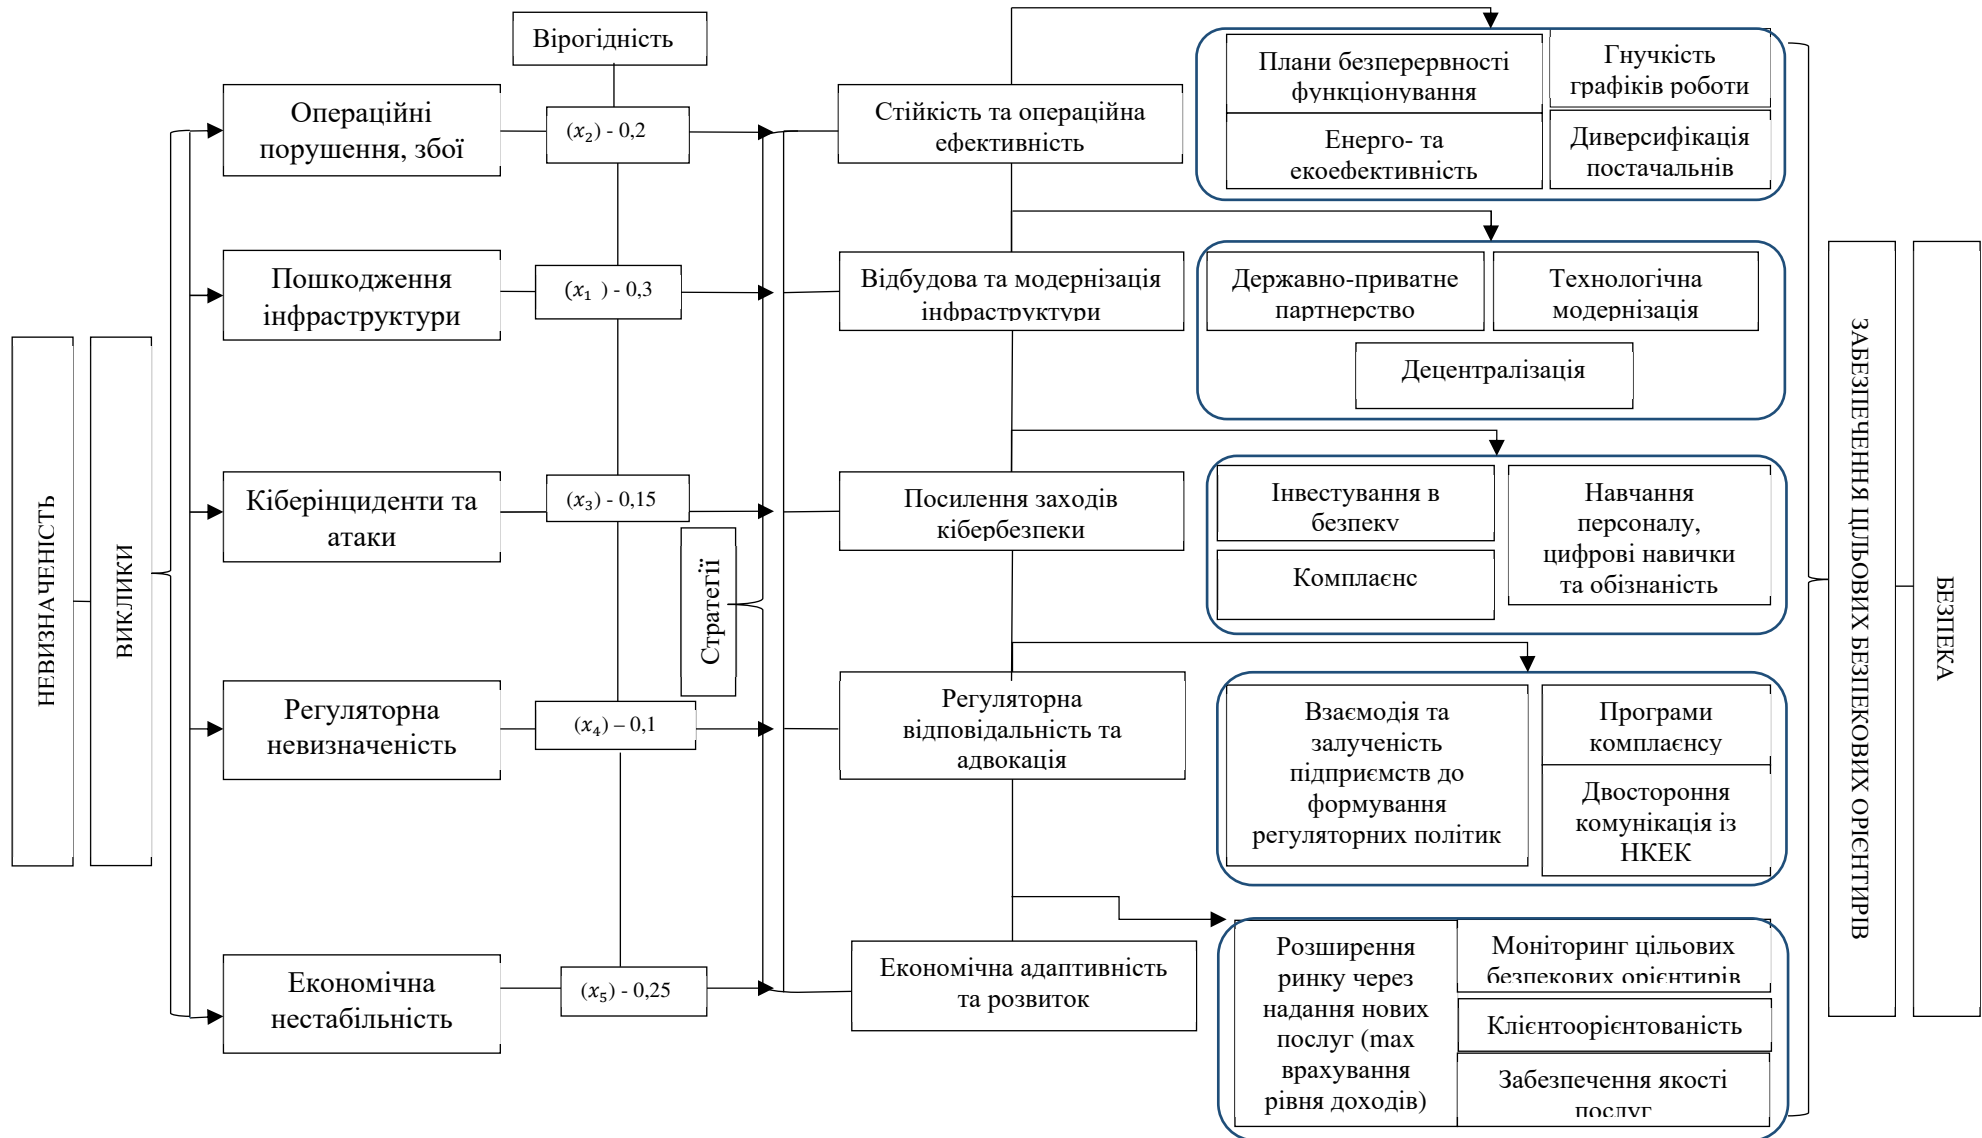 НЕВИЗНАЧЕНІСТЬ
ВИКЛИКИ
Вірогідність
Операційні
порушення, збої
(x₂) - 0,2
Стійкість та операційна
ефективність
Плани безперервності
функціонування
Гнучкість
графіків роботи
Енерго- та
екоефективність
Диверсифікація
постачальнів
Пошкодження
інфраструктури
(x₁ ) - 0,3
Відбудова та модернізація
інфраструктури
Державно-приватне
партнерство
Технологічна
модернізація
Децентралізація
Кіберінциденти та
атаки
(x₃) - 0,15
Стратегії
Посилення заходів
кібербезпеки
Інвестування в
безпеку
Комплаєнс
Навчання
персоналу,
цифрові навички
та обізнаність
Регуляторна
невизначеність
(x₄) – 0,1
Регуляторна
відповідальність та
адвокація
Взаємодія та
залученість
підприємств до
формування
регуляторних політик
Програми
комплаєнсу
Двостороння
комунікація із
НКЕК
Економічна
нестабільність
(x₅) - 0,25
Економічна адаптивність
та розвиток
Розширення
ринку через
надання нових
послуг (max
врахування
рівня доходів)
Моніторинг цільових
безпекових орієнтирів
Клієнтоорієнтованість
Забезпечення якості
послуг
ЗАБЕЗПЕЧЕННЯ ЦІЛЬОВИХ БЕЗПЕКОВИХ ОРІЄНТИРІВ
БЕЗПЕКА